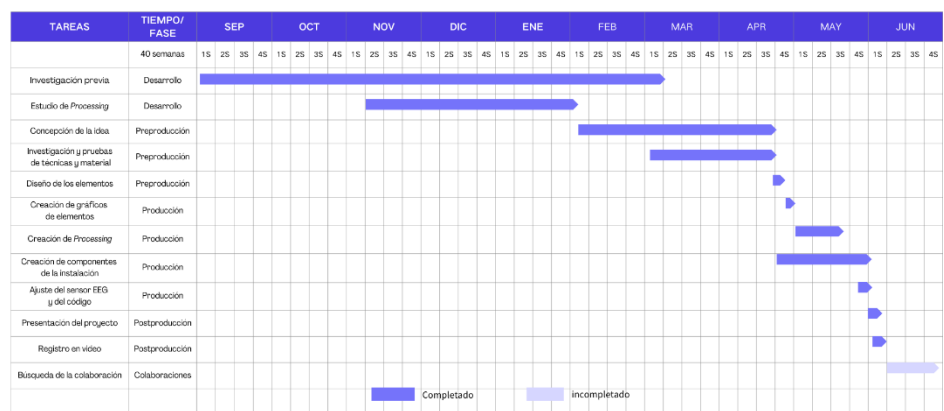 TAREAS TIEMPO/ FASE SEP OCT NOV DIC ENE FEB MAR APR MAY JUN
40 semanas 1S 2S 3S 4S 1S 2S 3S 4S 1S 2S 3S 4S 1S 2S 3S 4S 1S 2S 3S 4S 1S 2S 3S 4S 1S 2S 3S 4S 1S 2S 3S 4S 1S 2S 3S 4S 1S 2S 3S 4S
Investigación previa Desarrollo
Estudio de Processing Desarrollo
Concepción de la idea Preproducción
Investigación y pruebas
de técnicas y material Preproducción
Diseño de los elementos Preproducción
Creación de gráficos
de elementos Producción
Creación de Processing Producción
Creación de componentes
de la instalación Producción
Ajuste del sensor EEG
y del código Producción
Presentación del proyecto Postproducción
Registro en video Postproducción
Búsqueda de la colaboración Colaboraciones
Completado incompletado